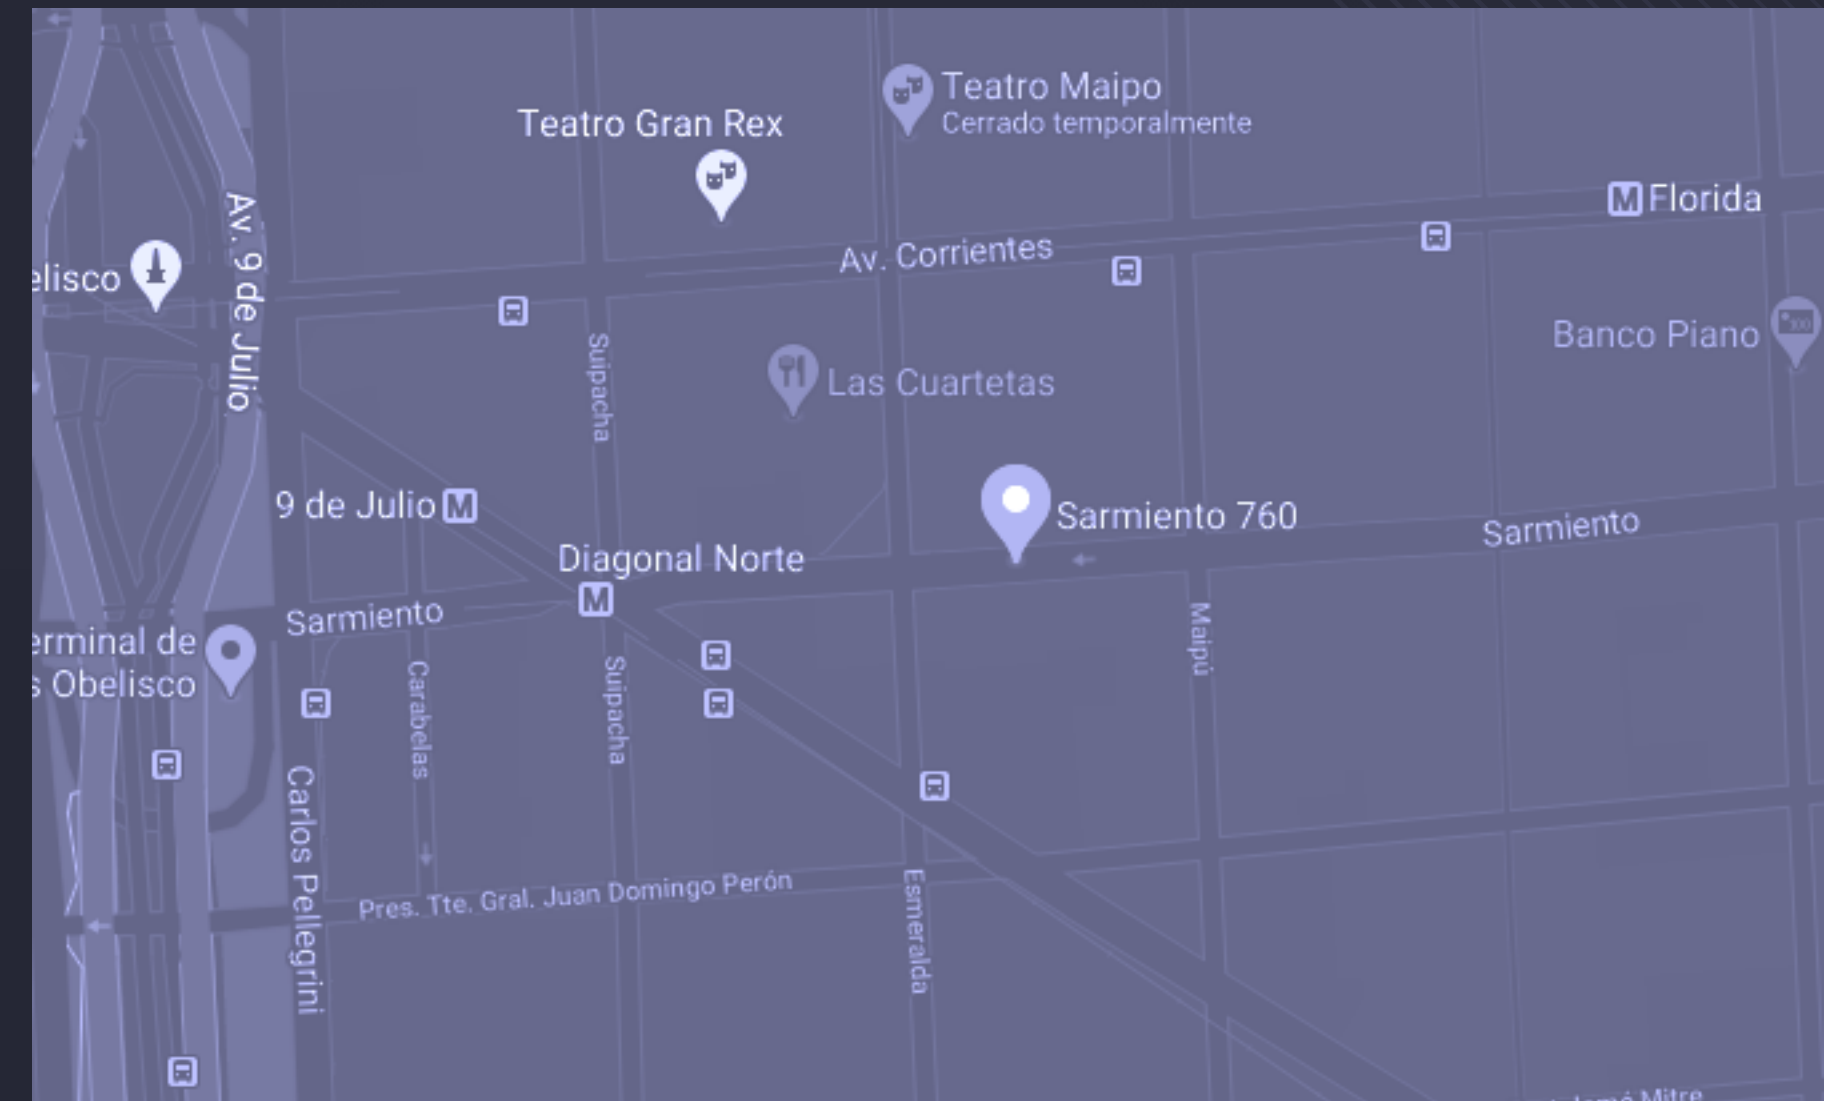 Teatro Maipo
Cerrado temporalmente
Teatro Gran Rex
M Florida
Av. 9 de Julio
Av. Corrientes
elisco
Banco Piano
Suipacha
Las Cuartetas
9 de Julio M
Sarmiento 760
Sarmiento
Diagonal Norte
M
Sarmiento
Maipú
erminal de
s Obelisco
Carabelas
Suipacha
Carlos Pellegrini
Pres. Tte. Gral. Juan Domingo Perón
Esmeralda
Mitre